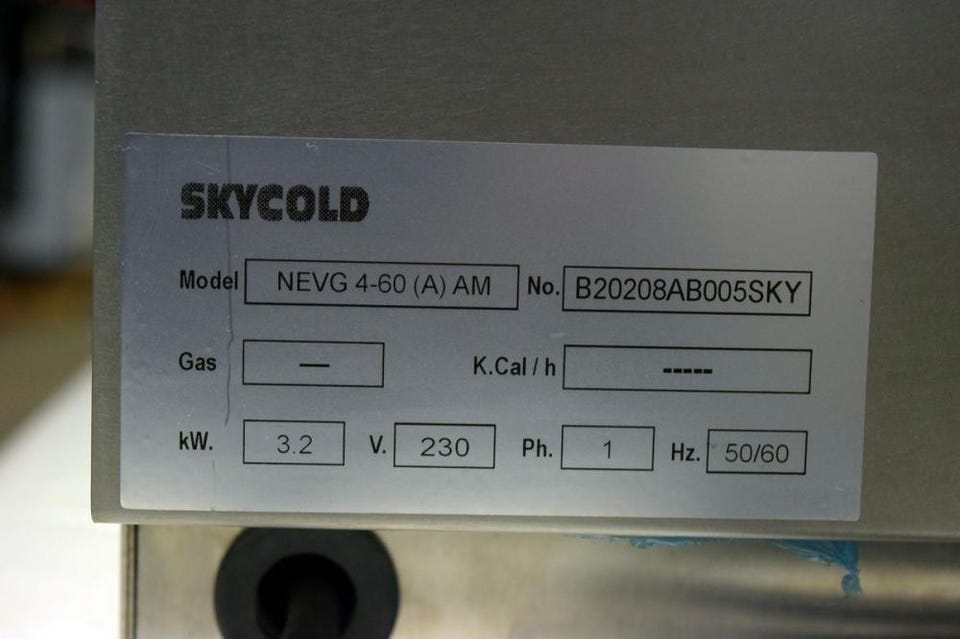 SKYCOLD
Model NEVG 4-60 (A) AM No. B20208AB005SKY
Gas — K.Cal / h -----
kW. 3.2 V. 230 Ph. 1 Hz. 50/60